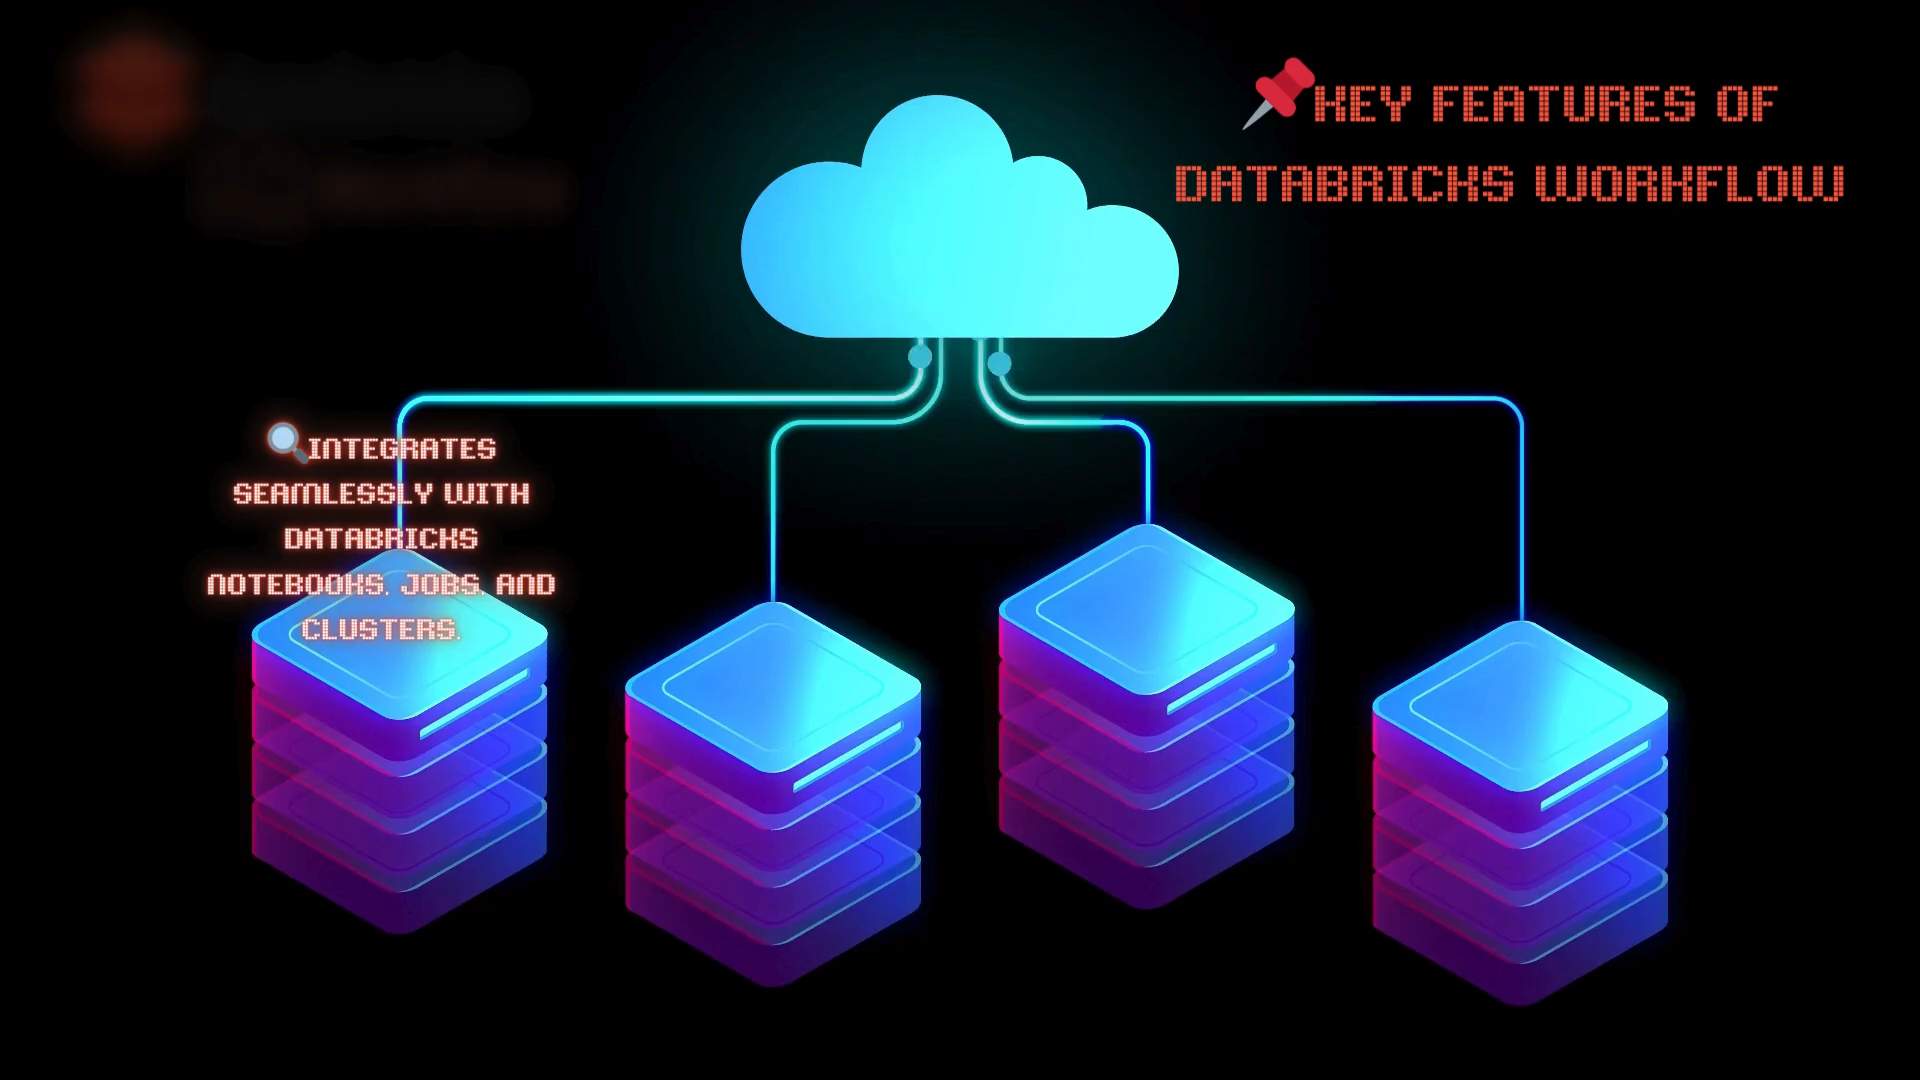 📌KEY FEATURES OF
DATABRICKS WORKFLOW
🔍INTEGRATES
SEAMLESSLY WITH
DATABRICKS
NOTEBOOKS, JOBS, AND
CLUSTERS.